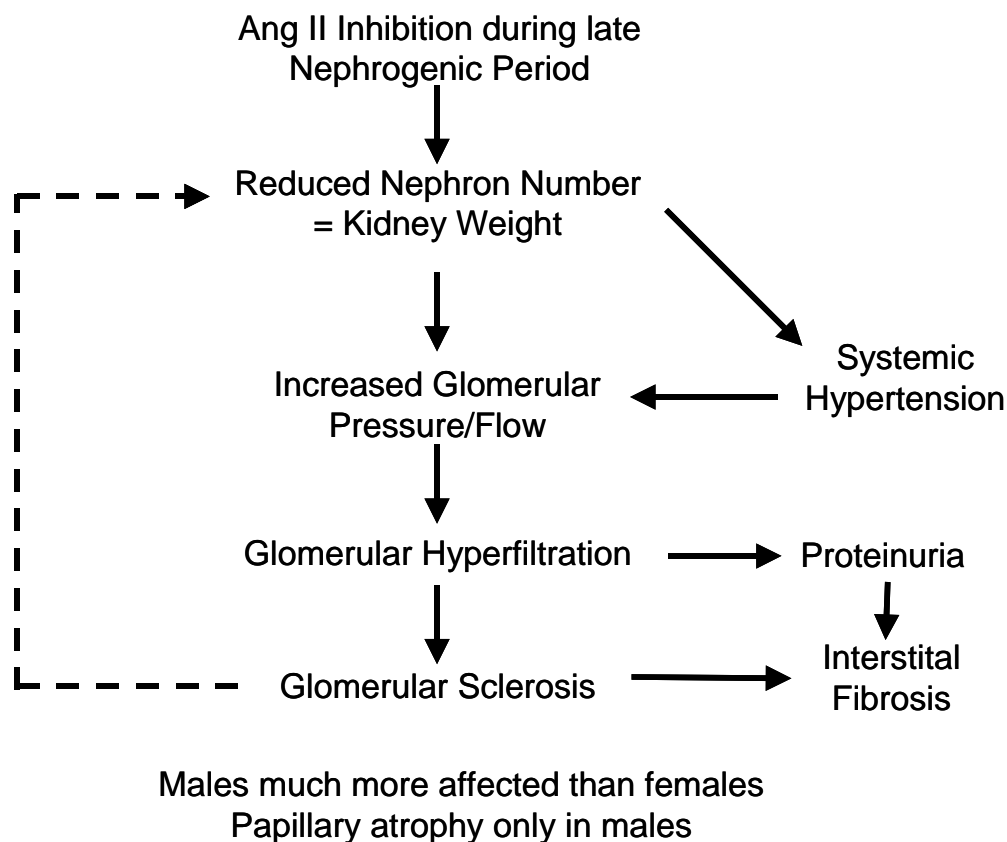 Ang II Inhibition during late
Nephrogenic Period
Reduced Nephron Number
= Kidney Weight
Systemic
Hypertension
Increased Glomerular
Pressure/Flow
Glomerular Hyperfiltration
Proteinuria
Interstital
Fibrosis
Glomerular Sclerosis
Males much more affected than females
Papillary atrophy only in males